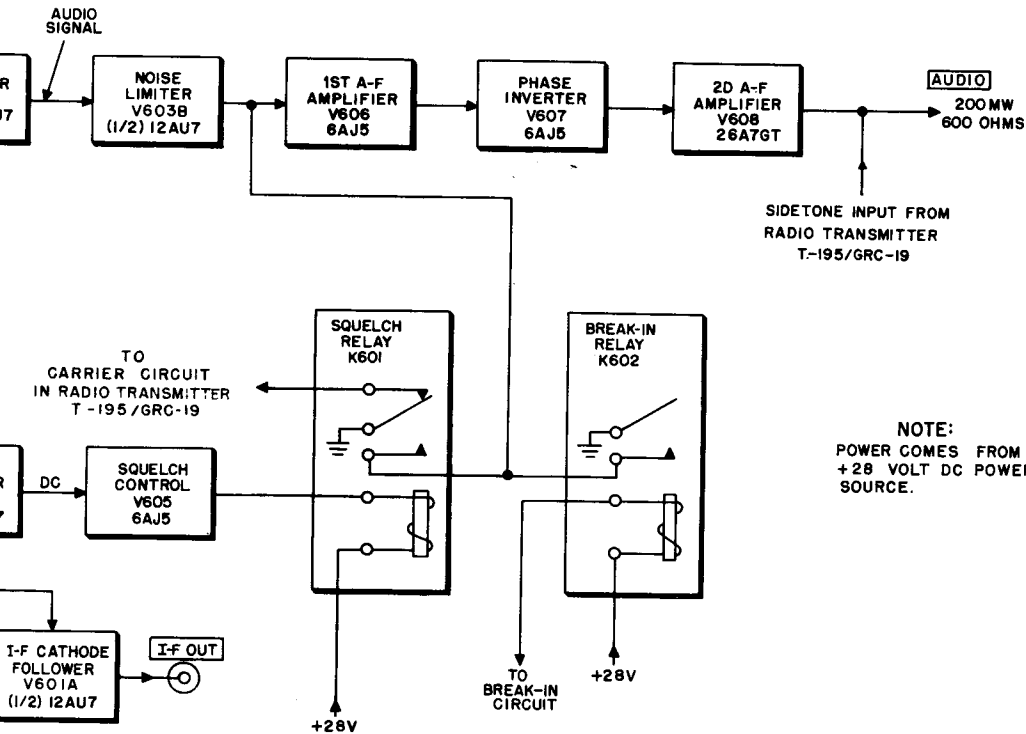 AUDIO
SIGNAL
R
J7
NOISE
LIMITER
V603B
(1/2) 12AU7
1ST A-F
AMPLIFIER
V606
6AJ5
PHASE
INVERTER
V607
6AJ5
2D A-F
AMPLIFIER
V608
26A7GT
AUDIO
200 MW
600 OHMS
SIDETONE INPUT FROM
RADIO TRANSMITTER
T-195/GRC-19
SQUELCH
RELAY
K601
BREAK-IN
RELAY
K602
TO
CARRIER CIRCUIT
IN RADIO TRANSMITTER
T-195/GRC-19
NOTE:
POWER COMES FROM
+28 VOLT DC POWER
SOURCE.
R
7
DC
SQUELCH
CONTROL
V605
6AJ5
I-F CATHODE
FOLLOWER
V601A
(1/2) 12AU7
I-F OUT
+28V
TO
BREAK-IN
CIRCUIT
+28V